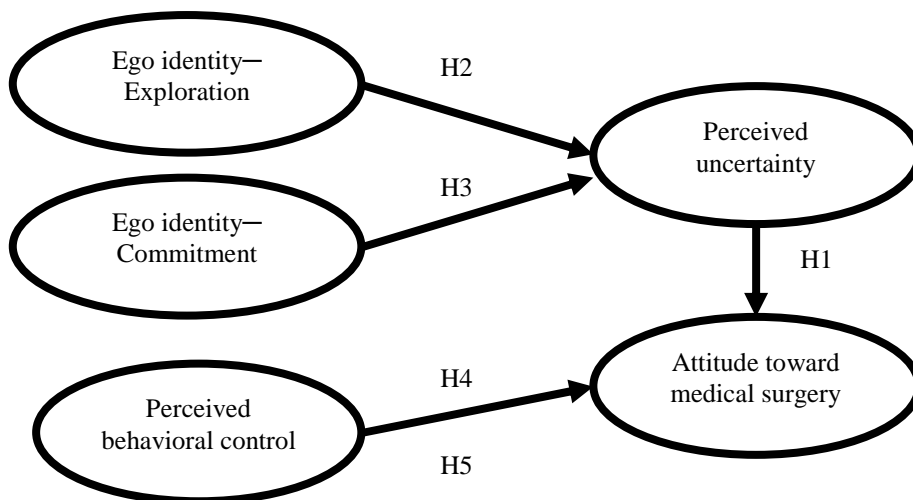 Ego identity─
Exploration
H2
Perceived
uncertainty
H3
Ego identity─
Commitment
H1
Attitude toward
medical surgery
H4
Perceived
behavioral control
H5